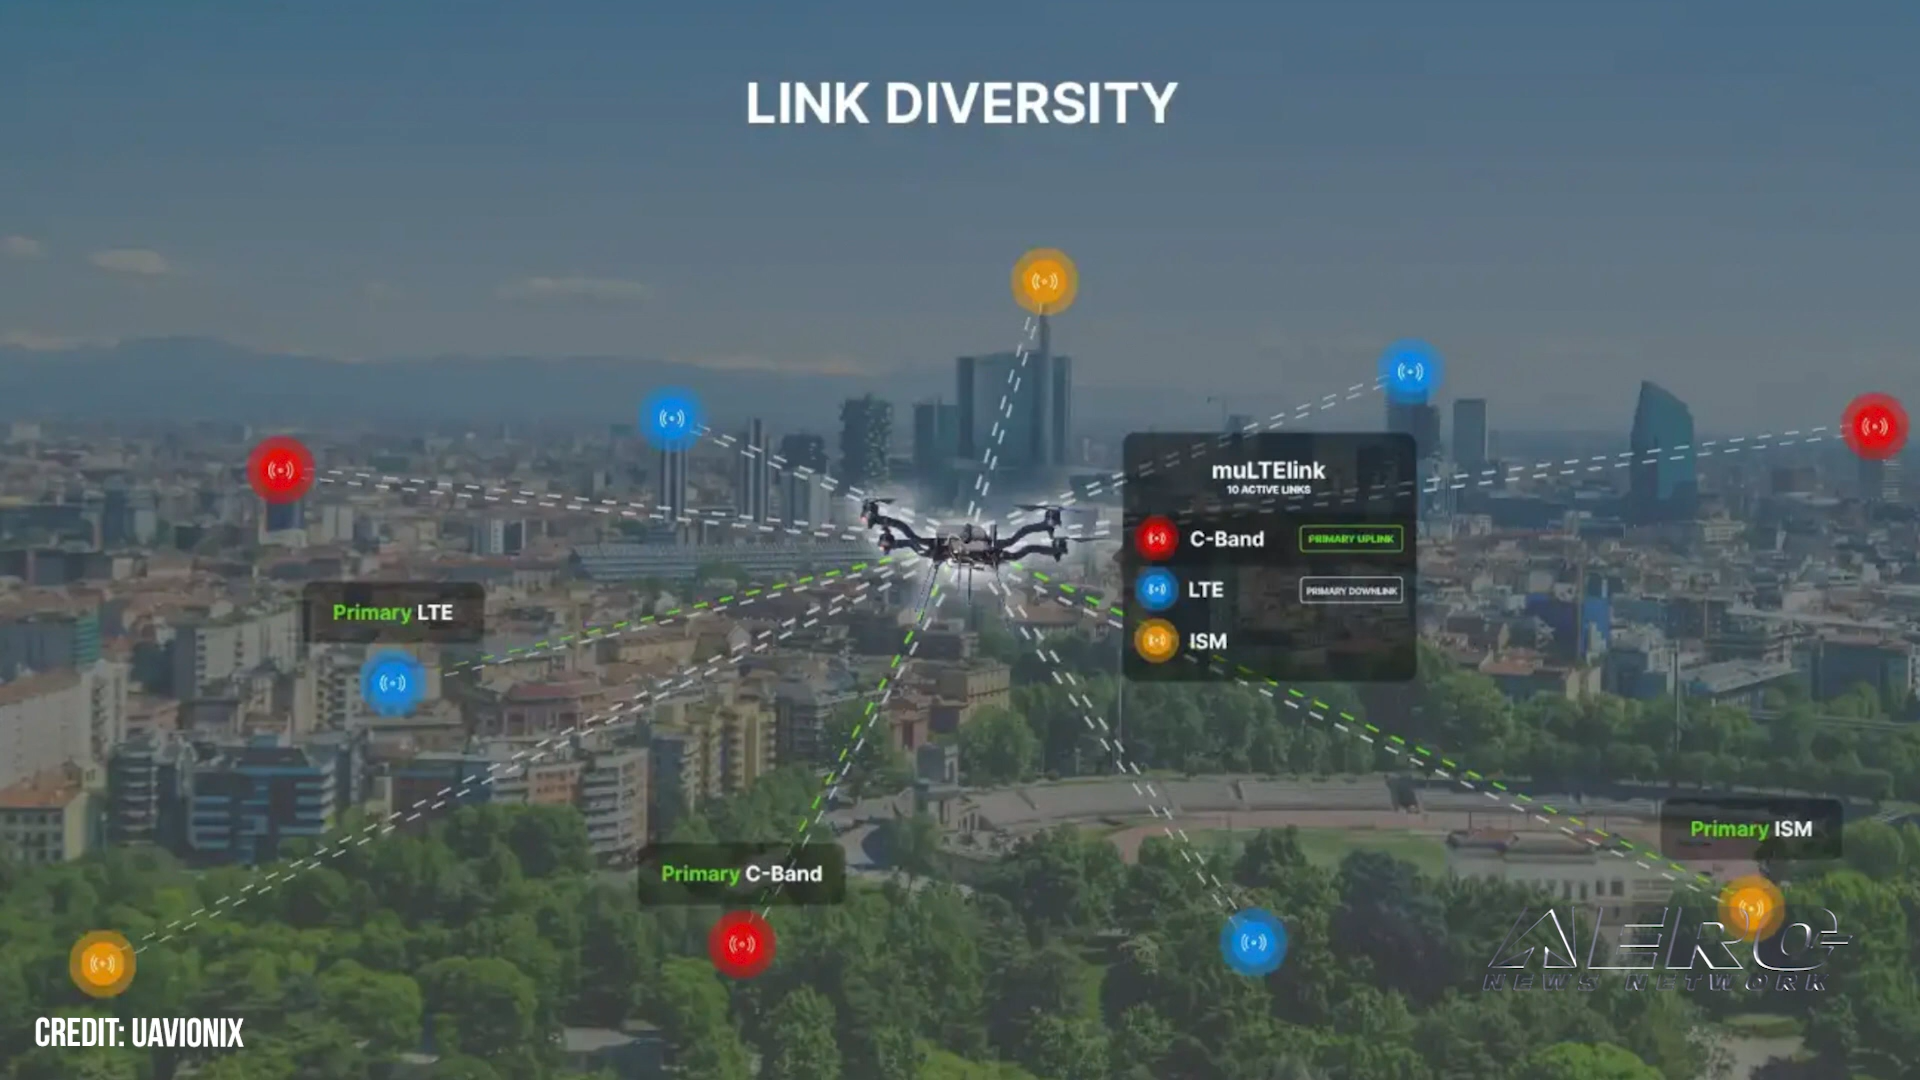 LINK DIVERSITY
muLTElink
10 ACTIVE LINKS
C-Band
PRIMARY UPLINK
LTE
PRIMARY DOWNLINK
ISM
Primary LTE
Primary ISM
Primary C-Band
AERO
NEWS NETWORK
CREDIT: UAVIONIX